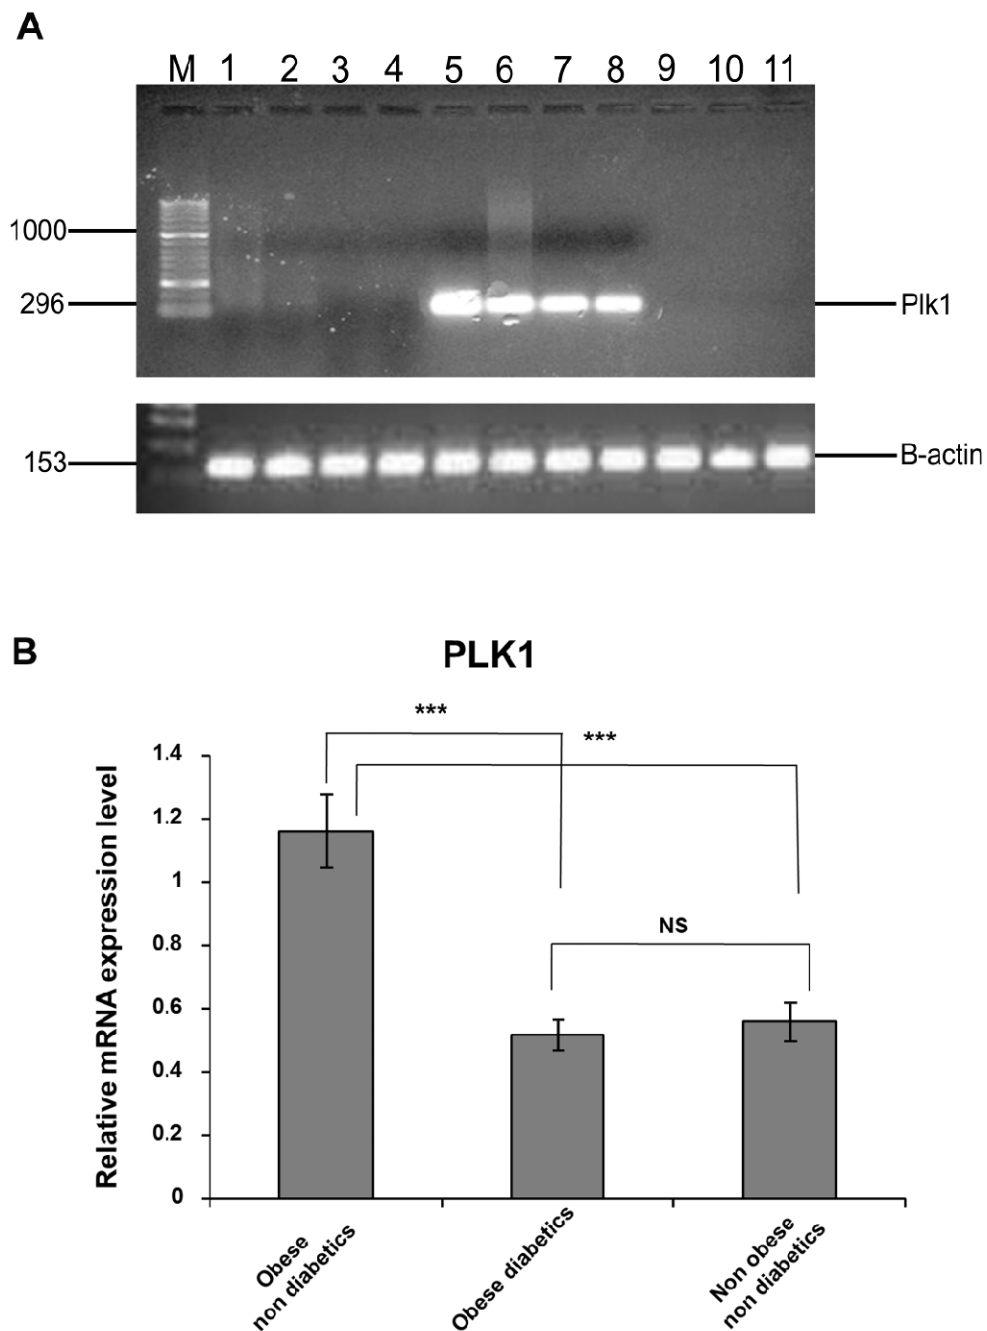 A
M 1 2 3 4 5 6 7 8 9 10 11
1000
296
Plk1
153
B-actin
B
PLK1
***
***
NS
Relative mRNA expression level
1.4
1.2
1
0.8
0.6
0.4
0.2
0
Obese
non diabetics
Obese diabetics
Non obese
non diabetics